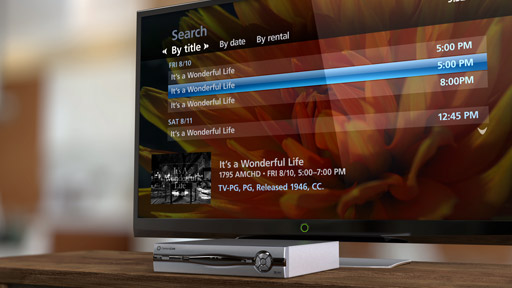 Search
By title By date By rental
FRI 8/10 5:00 PM
It's a Wonderful Life 5:00 PM
It's a Wonderful Life 8:00PM
It's a Wonderful Life
SAT 8/11 12:45 PM
It's a Wonderful Life
It's a Wonderful Life
1795 AMCHD • FRI 8/10, 5:00–7:00 PM
TV-PG, PG, Released 1946, CC.